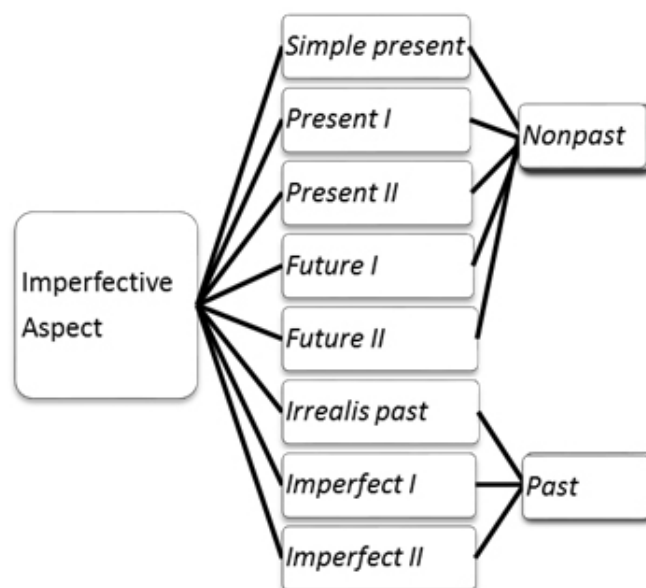 Simple present
Present I
Nonpast
Present II
Imperfective
Aspect
Future I
Future II
Irrealis past
Imperfect I
Past
Imperfect II